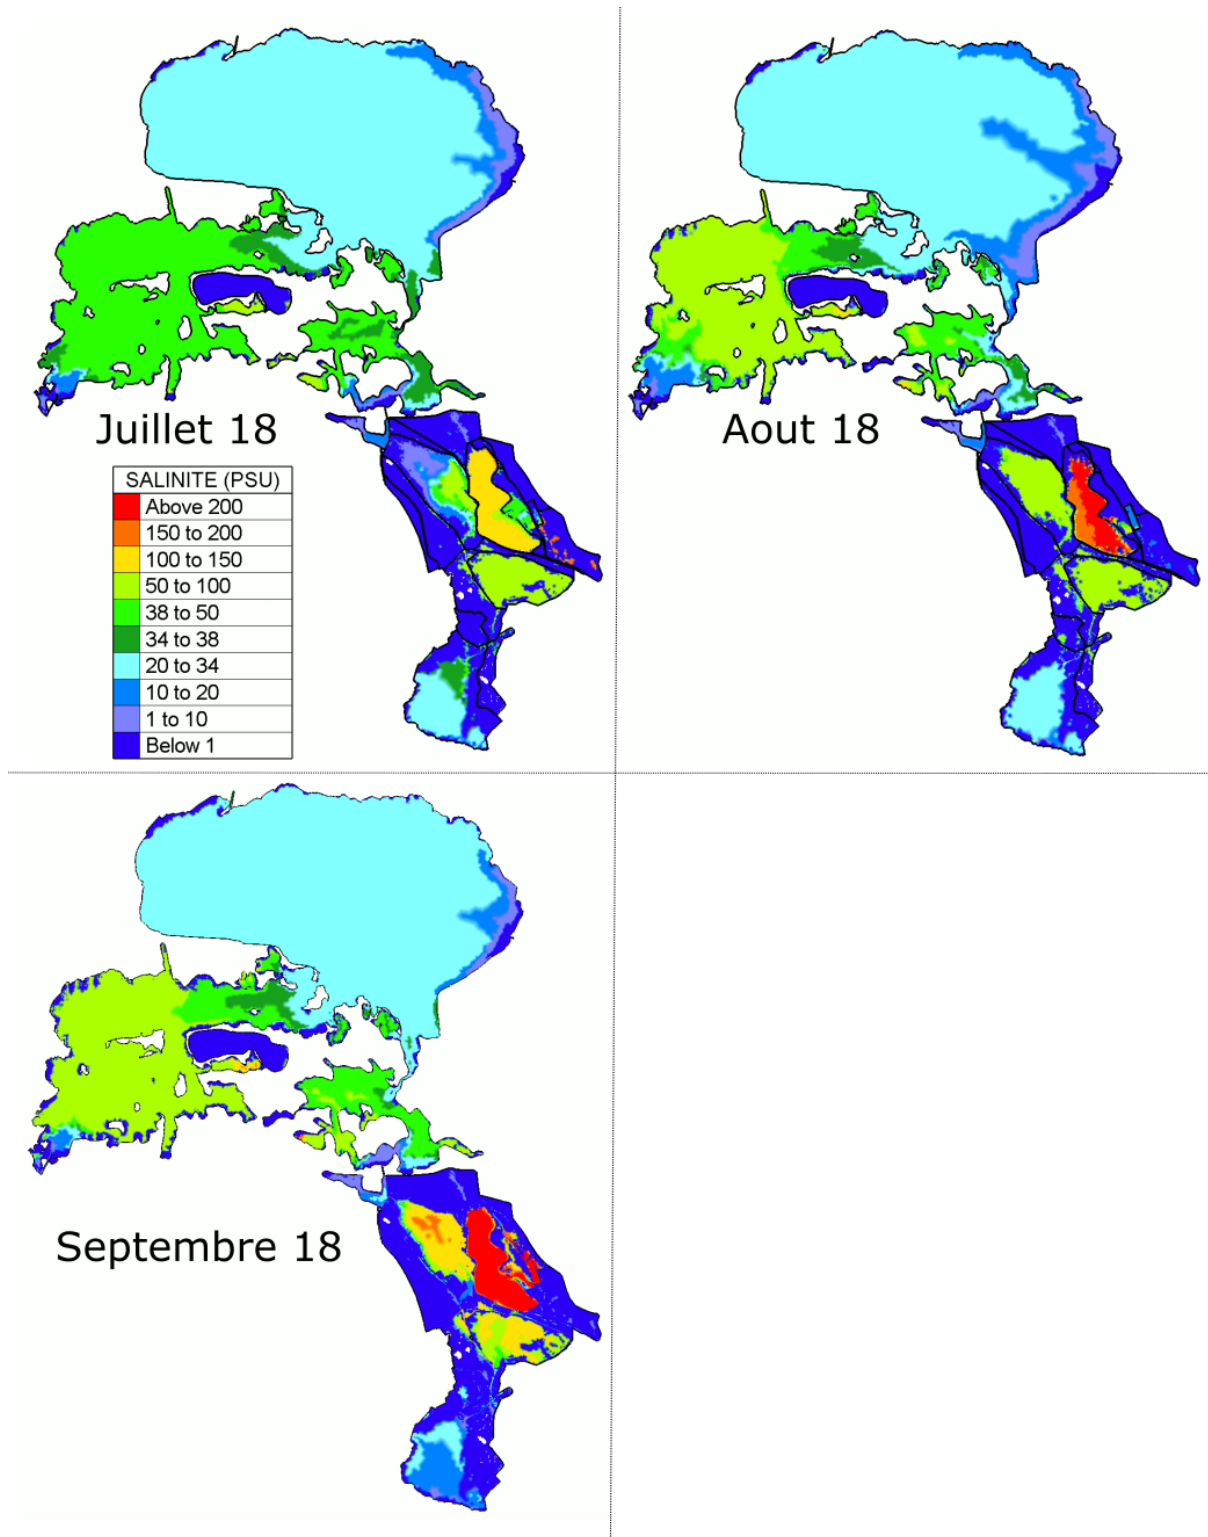 Juillet 18
Aout 18
SALINITE (PSU)
Above 200
150 to 200
100 to 150
50 to 100
38 to 50
34 to 38
20 to 34
10 to 20
1 to 10
Below 1
Septembre 18